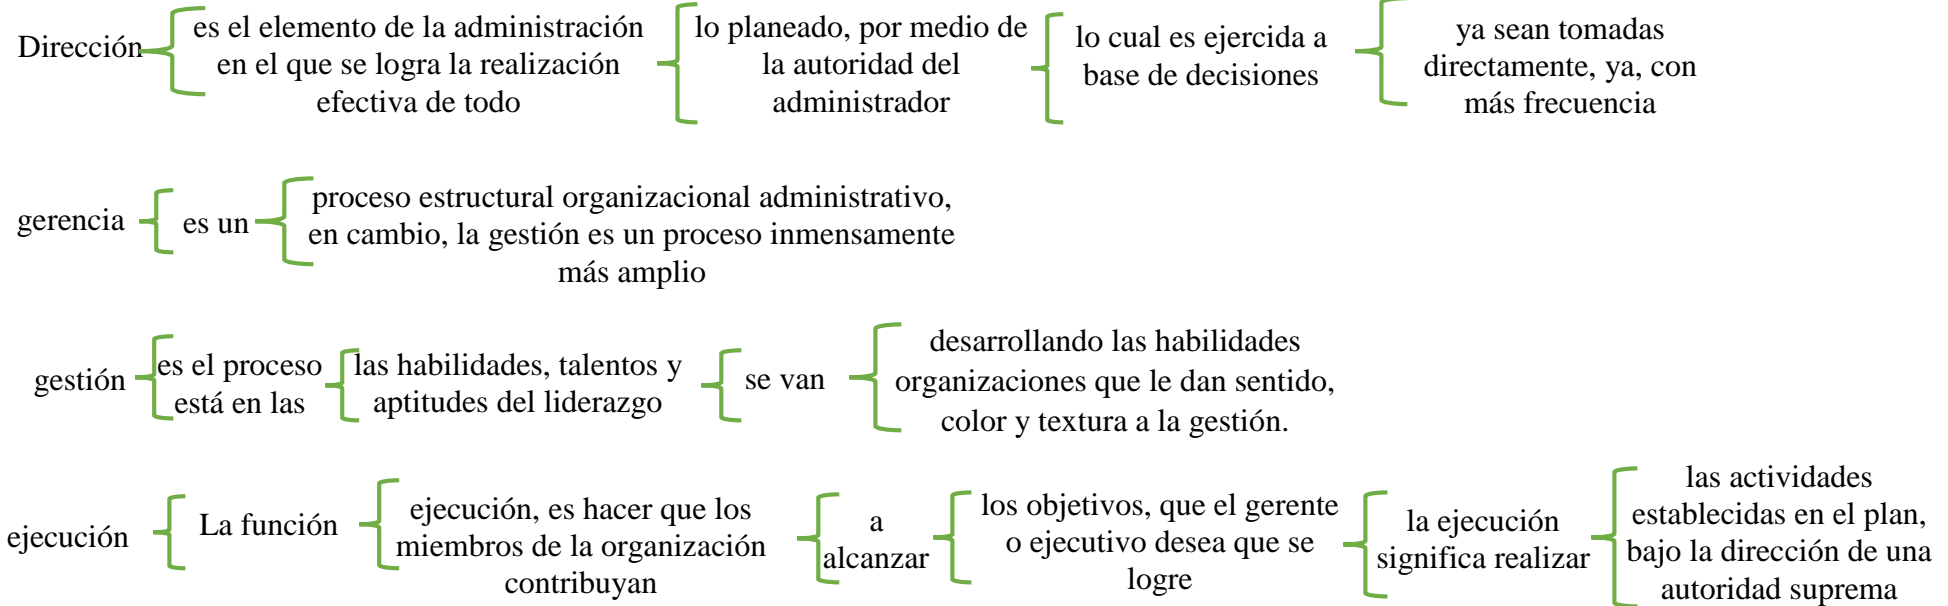 Dirección
es el elemento de la administración
en el que se logra la realización
efectiva de todo
lo planeado, por medio de
la autoridad del
administrador
lo cual es ejercida a
base de decisiones
ya sean tomadas
directamente, ya, con
más frecuencia
gerencia
es un
proceso estructural organizacional administrativo,
en cambio, la gestión es un proceso inmensamente
más amplio
gestión
es el proceso
está en las
las habilidades, talentos y
aptitudes del liderazgo
se van
desarrollando las habilidades
organizaciones que le dan sentido,
color y textura a la gestión.
ejecución
La función
ejecución, es hacer que los
miembros de la organización
contribuyan
a
alcanzar
los objetivos, que el gerente
o ejecutivo desea que se
logre
la ejecución
significa realizar
las actividades
establecidas en el plan,
bajo la dirección de una
autoridad suprema